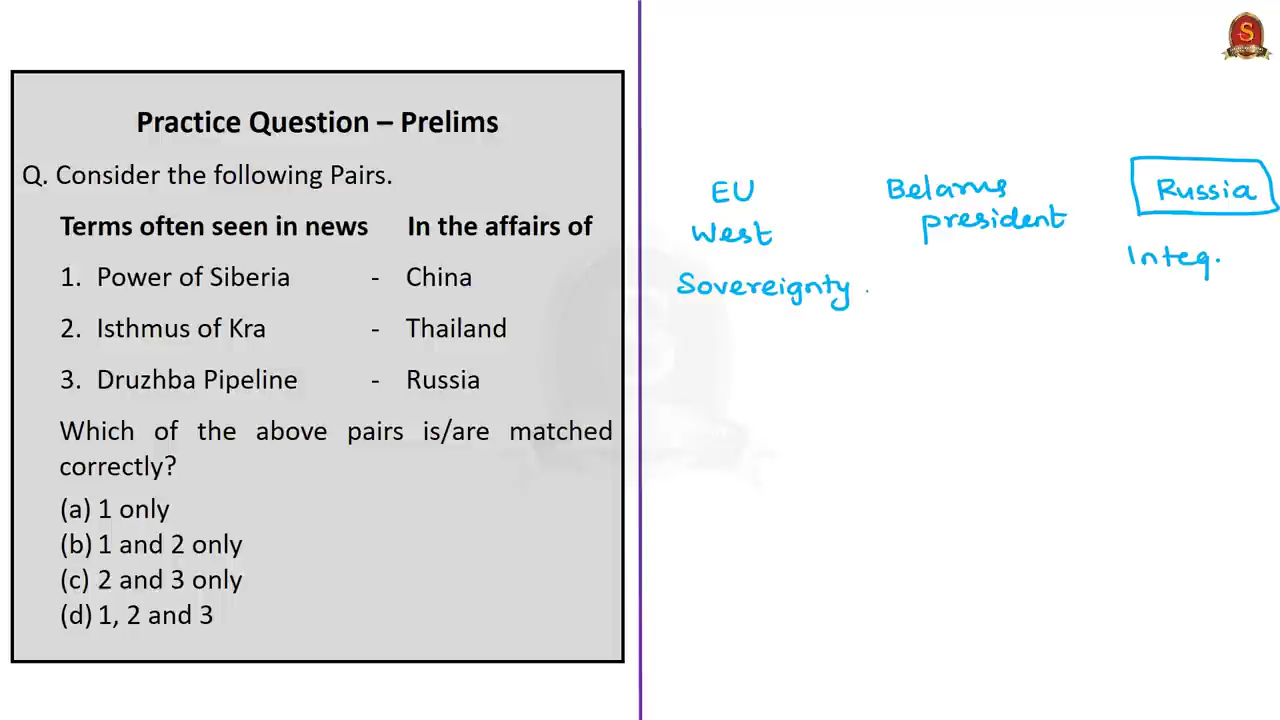 Practice Question – Prelims
Q. Consider the following Pairs.
Terms often seen in news In the affairs of
1. Power of Siberia - China
2. Isthmus of Kra - Thailand
3. Druzhba Pipeline - Russia
Which of the above pairs is/are matched
correctly?
(a) 1 only
(b) 1 and 2 only
(c) 2 and 3 only
(d) 1, 2 and 3
EU
West
Sovereignty
Belarus
president
Russia
Integ.
S